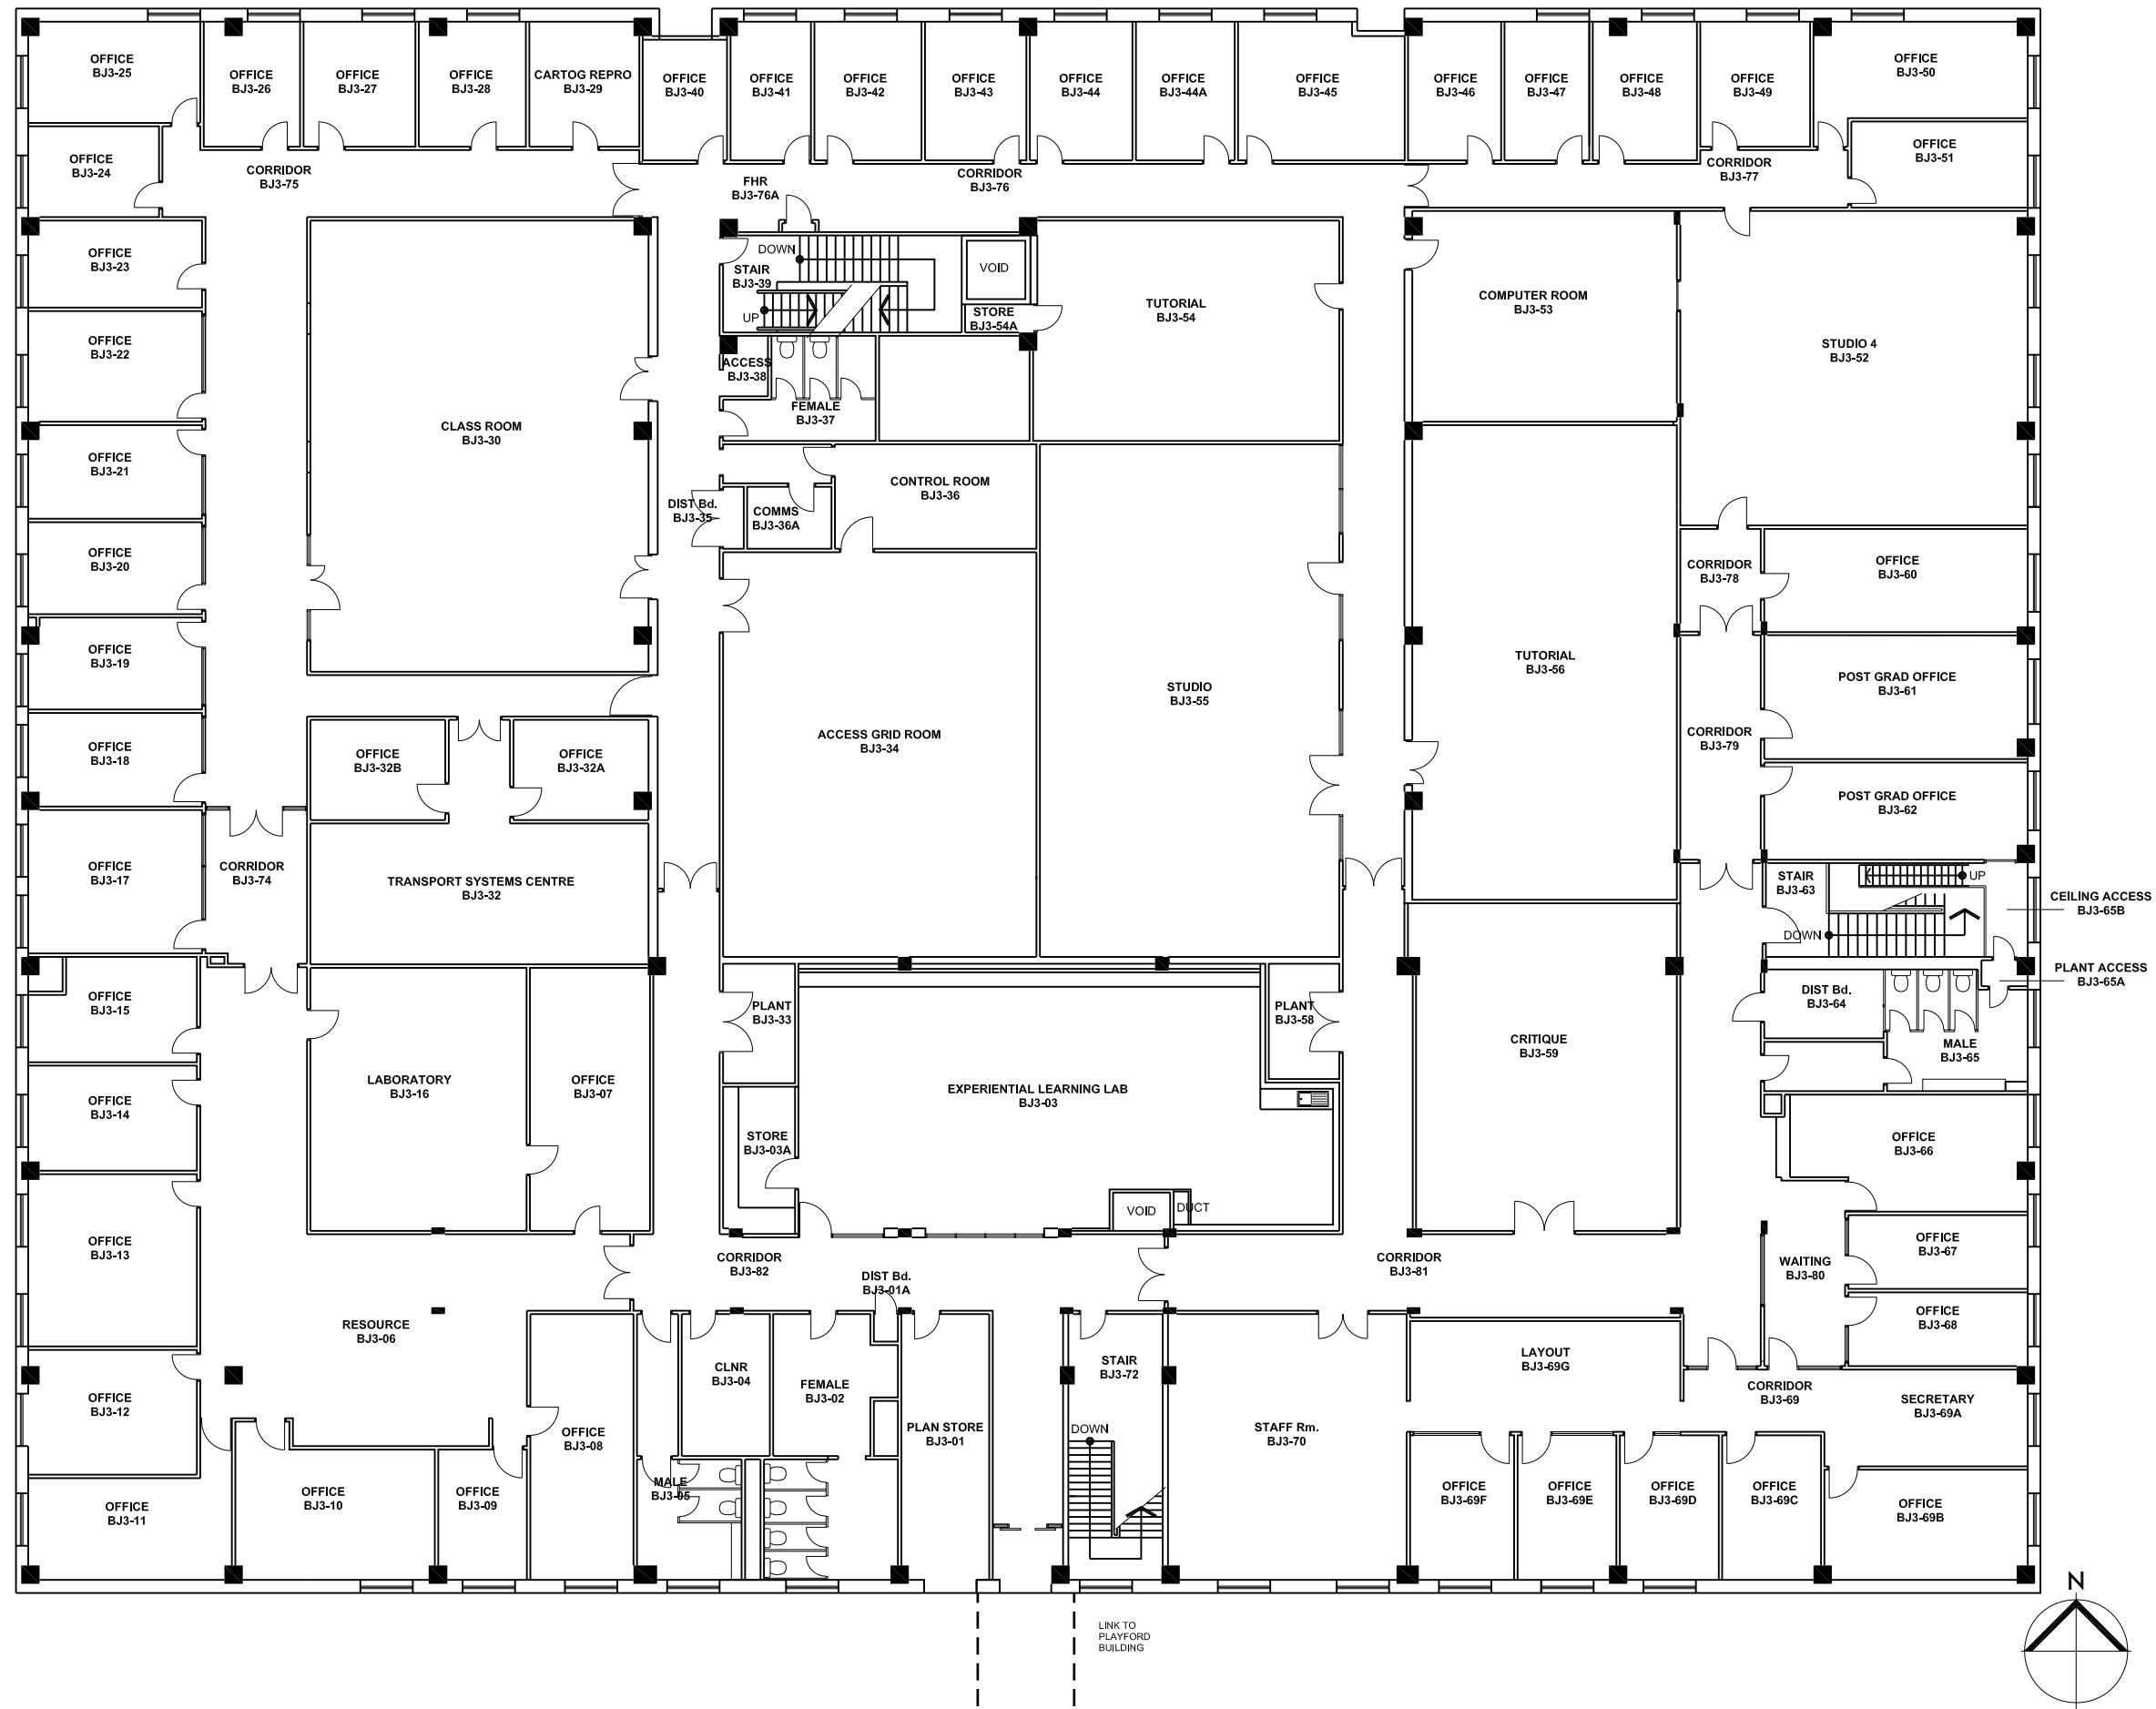 OFFICE
BJ3-25
OFFICE
BJ3-26
OFFICE
BJ3-27
OFFICE
BJ3-28
CARTOG REPRO
BJ3-29
OFFICE
BJ3-40
OFFICE
BJ3-41
OFFICE
BJ3-42
OFFICE
BJ3-43
OFFICE
BJ3-44
OFFICE
BJ3-44A
OFFICE
BJ3-45
OFFICE
BJ3-46
OFFICE
BJ3-47
OFFICE
BJ3-48
OFFICE
BJ3-49
OFFICE
BJ3-50
OFFICE
BJ3-24
CORRIDOR
BJ3-75
FHR
BJ3-76A
CORRIDOR
BJ3-76
CORRIDOR
BJ3-77
OFFICE
BJ3-51
OFFICE
BJ3-23
DOWN
STAIR
BJ3-39
UP
VOID
STORE
BJ3-54A
TUTORIAL
BJ3-54
COMPUTER ROOM
BJ3-53
STUDIO 4
BJ3-52
OFFICE
BJ3-22
ACCESS
BJ3-38
FEMALE
BJ3-37
CLASS ROOM
BJ3-30
OFFICE
BJ3-21
CONTROL ROOM
BJ3-36
DIST Bd.
BJ3-35
COMMS
BJ3-36A
OFFICE
BJ3-20
CORRIDOR
BJ3-78
OFFICE
BJ3-60
OFFICE
BJ3-19
STUDIO
BJ3-55
TUTORIAL
BJ3-56
POST GRAD OFFICE
BJ3-61
OFFICE
BJ3-18
OFFICE
BJ3-32B
OFFICE
BJ3-32A
ACCESS GRID ROOM
BJ3-34
CORRIDOR
BJ3-79
POST GRAD OFFICE
BJ3-62
OFFICE
BJ3-17
CORRIDOR
BJ3-74
TRANSPORT SYSTEMS CENTRE
BJ3-32
STAIR
BJ3-63
UP
DOWN
CEILING ACCESS
BJ3-65B
PLANT ACCESS
BJ3-65A
OFFICE
BJ3-15
PLANT
BJ3-33
PLANT
BJ3-58
DIST Bd.
BJ3-64
CRITIQUE
BJ3-59
MALE
BJ3-65
LABORATORY
BJ3-16
OFFICE
BJ3-07
EXPERIENTIAL LEARNING LAB
BJ3-03
OFFICE
BJ3-14
STORE
BJ3-03A
OFFICE
BJ3-66
VOID
DUCT
OFFICE
BJ3-13
CORRIDOR
BJ3-82
DIST Bd.
BJ3-01A
CORRIDOR
BJ3-81
WAITING
BJ3-80
OFFICE
BJ3-67
OFFICE
BJ3-68
RESOURCE
BJ3-06
CLNR
BJ3-04
FEMALE
BJ3-02
STAIR
BJ3-72
LAYOUT
BJ3-69G
CORRIDOR
BJ3-69
SECRETARY
BJ3-69A
OFFICE
BJ3-12
OFFICE
BJ3-08
PLAN STORE
BJ3-01
DOWN
STAFF Rm.
BJ3-70
OFFICE
BJ3-11
OFFICE
BJ3-10
OFFICE
BJ3-09
MALE
BJ3-05
OFFICE
BJ3-69F
OFFICE
BJ3-69E
OFFICE
BJ3-69D
OFFICE
BJ3-69C
OFFICE
BJ3-69B
LINK TO
PLAYFORD
BUILDING
N